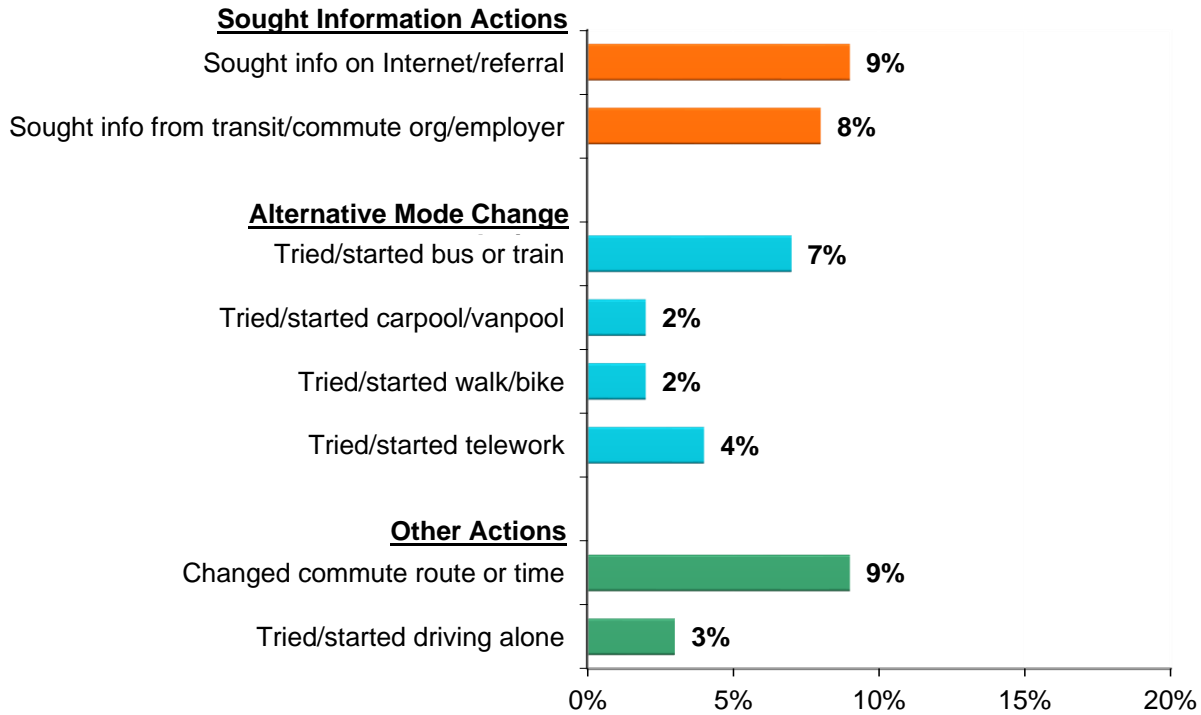 Sought Information Actions
Sought info on Internet/referral 9%
Sought info from transit/commute org/employer 8%
Alternative Mode Change
Tried/started bus or train 7%
Tried/started carpool/vanpool 2%
Tried/started walk/bike 2%
Tried/started telework 4%
Other Actions
Changed commute route or time 9%
Tried/started driving alone 3%
0% 5% 10% 15% 20%